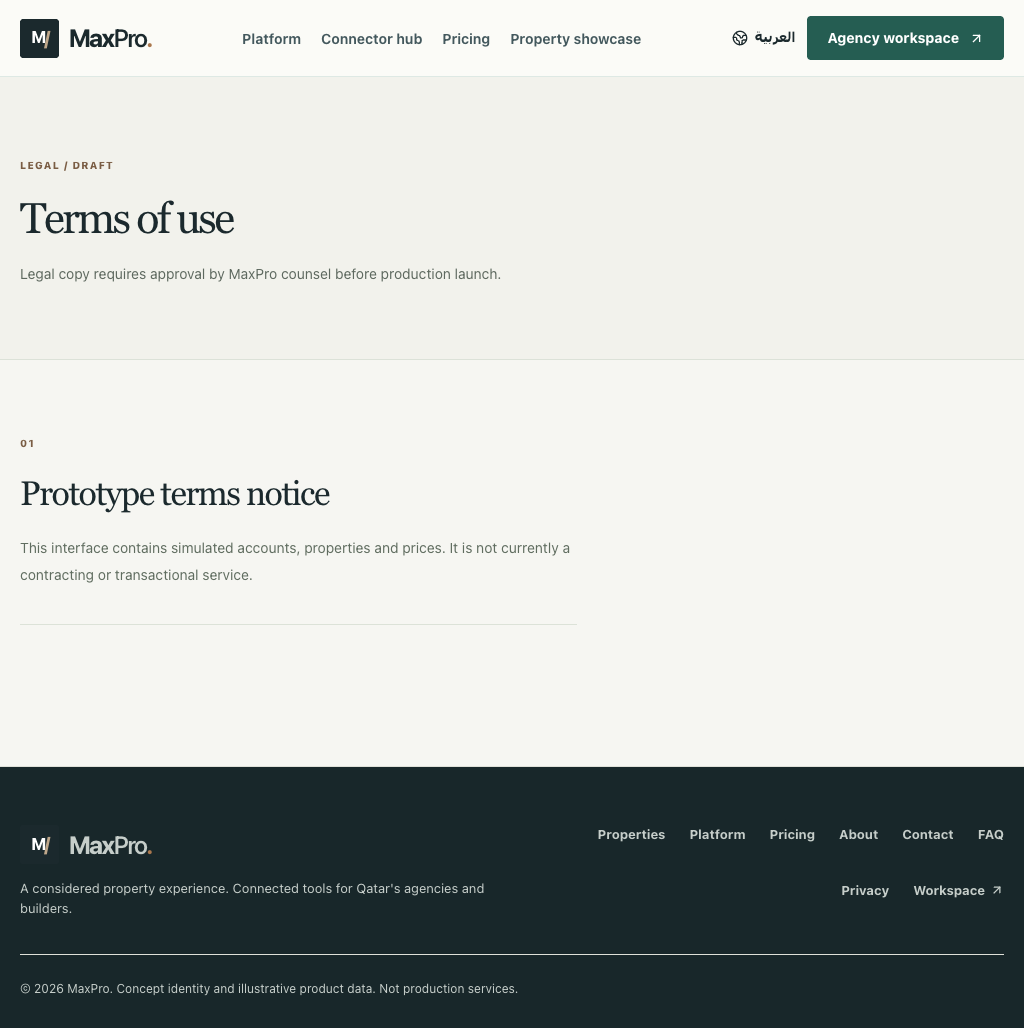 M/ MaxPro.
Platform Connector hub Pricing Property showcase
العربية
Agency workspace
LEGAL / DRAFT
Terms of use
Legal copy requires approval by MaxPro counsel before production launch.
01
Prototype terms notice
This interface contains simulated accounts, properties and prices. It is not currently a
contracting or transactional service.
M/ MaxPro.
A considered property experience. Connected tools for Qatar's agencies and
builders.
Properties Platform Pricing About Contact FAQ
Privacy Workspace
© 2026 MaxPro. Concept identity and illustrative product data. Not production services.